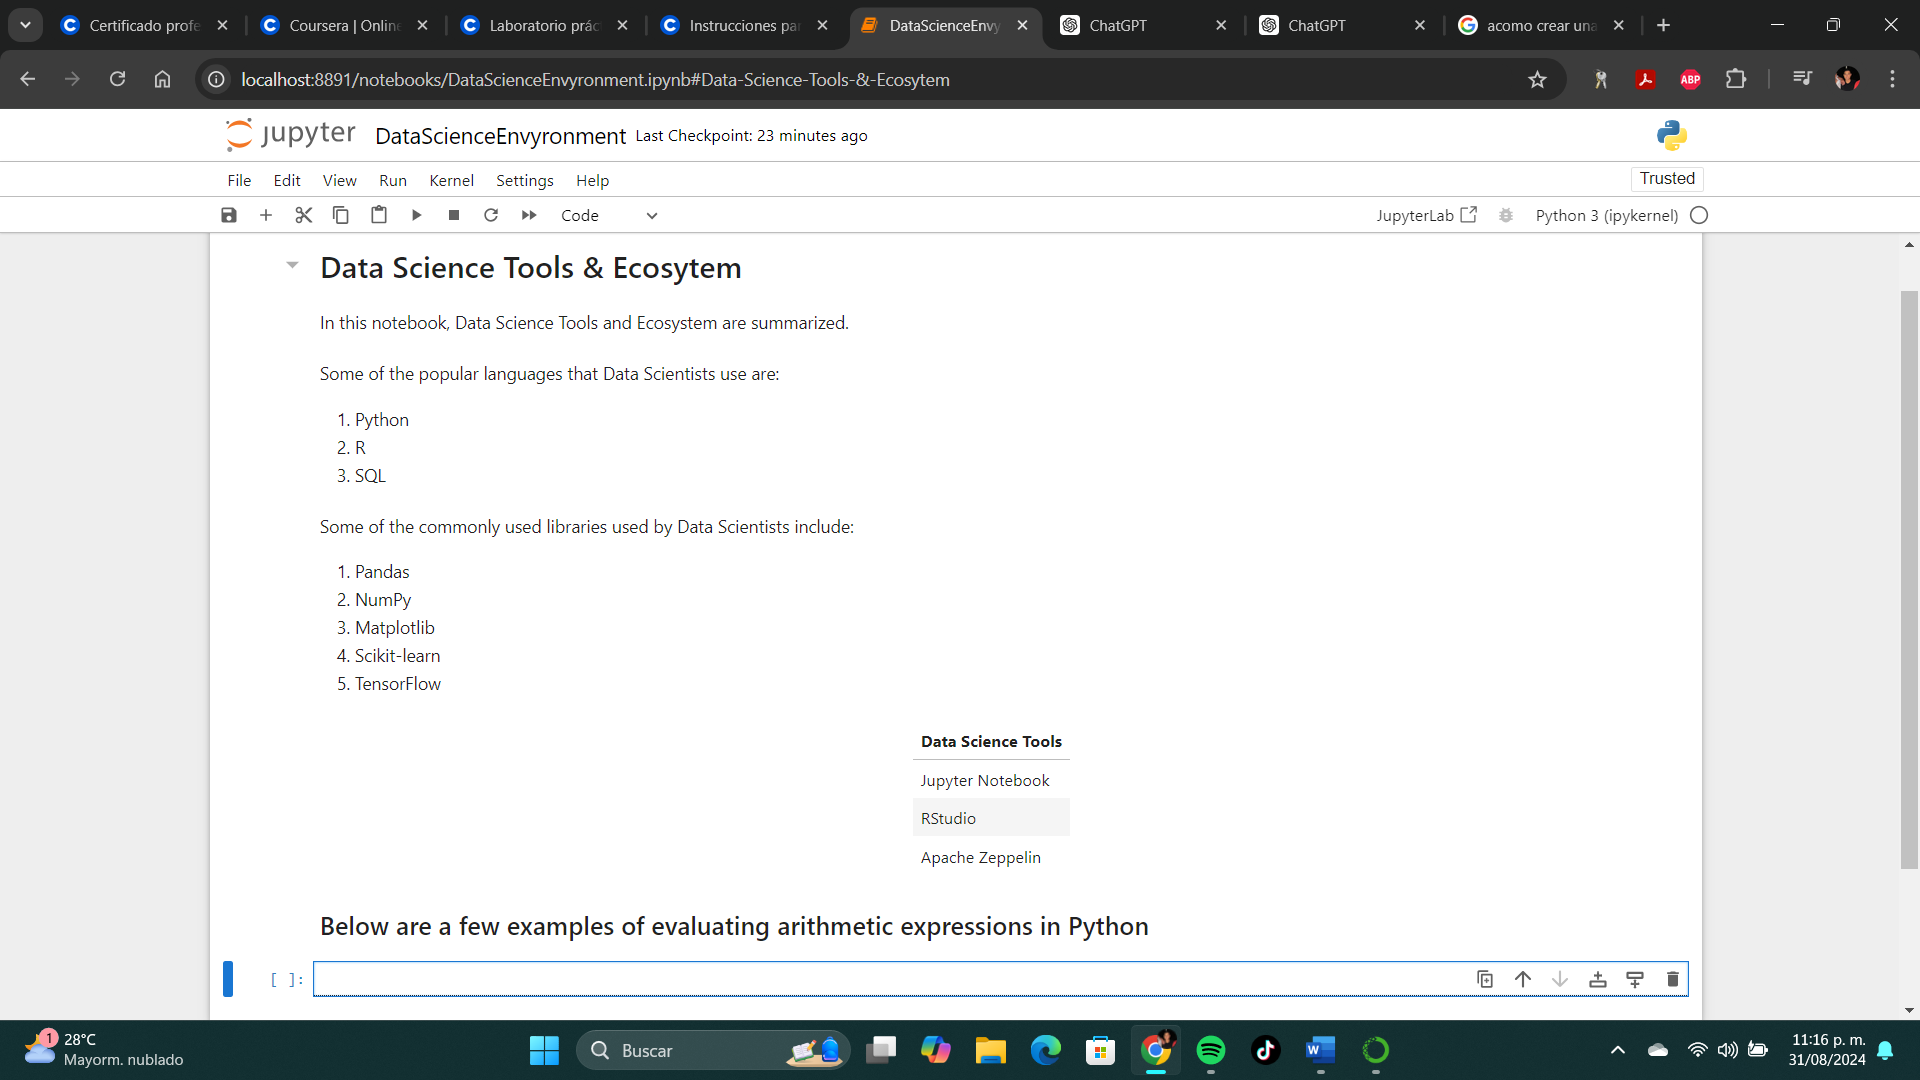 Certificado profe
Coursera | Online
Laboratorio prác
Instrucciones pa
DataScienceEnvy
ChatGPT
ChatGPT
acomo crear una
localhost:8891/notebooks/DataScienceEnvyronment.ipynb#Data-Science-Tools-&-Ecosytem
ABP
jupyter DataScienceEnvyronment Last Checkpoint: 23 minutes ago
File Edit View Run Kernel Settings Help
Trusted
Code
JupyterLab
Python 3 (ipykernel)
Data Science Tools & Ecosytem
In this notebook, Data Science Tools and Ecosystem are summarized.
Some of the popular languages that Data Scientists use are:
1. Python
2. R
3. SQL
Some of the commonly used libraries used by Data Scientists include:
1. Pandas
2. NumPy
3. Matplotlib
4. Scikit-learn
5. TensorFlow
Data Science Tools
Jupyter Notebook
RStudio
Apache Zeppelin
Below are a few examples of evaluating arithmetic expressions in Python
[ ]:
1
28°C
Mayorm. nublado
Buscar
W
11:16 p. m.
31/08/2024